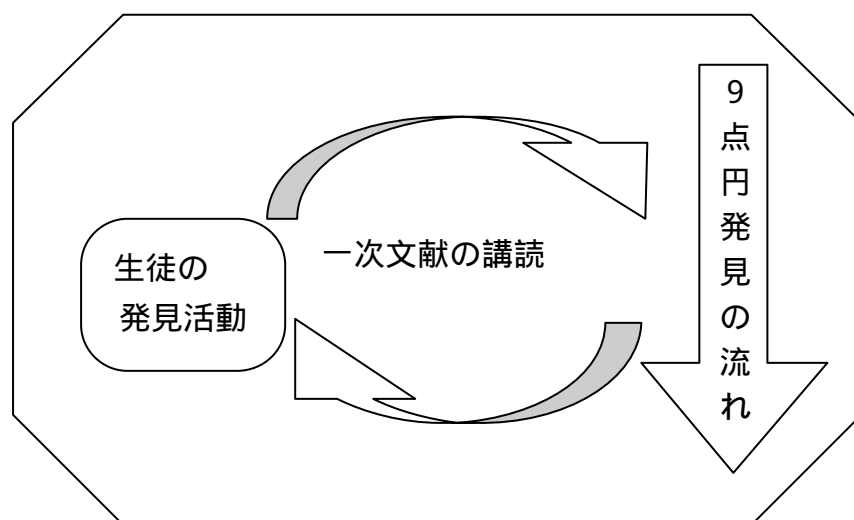 生徒の
発見活動
一次文献の講読
9点円発見の流れ